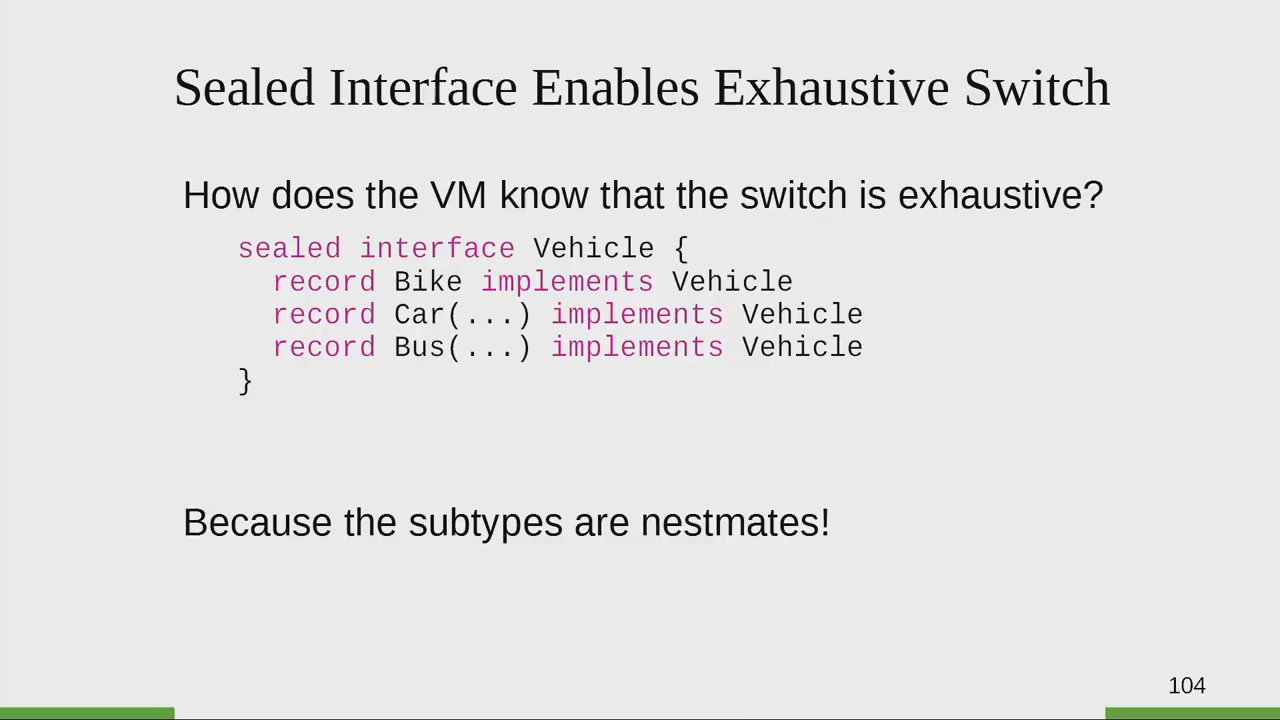 Sealed Interface Enables Exhaustive Switch
How does the VM know that the switch is exhaustive?
sealed interface Vehicle {
  record Bike implements Vehicle
  record Car(...) implements Vehicle
  record Bus(...) implements Vehicle
}
Because the subtypes are nestmates!
104